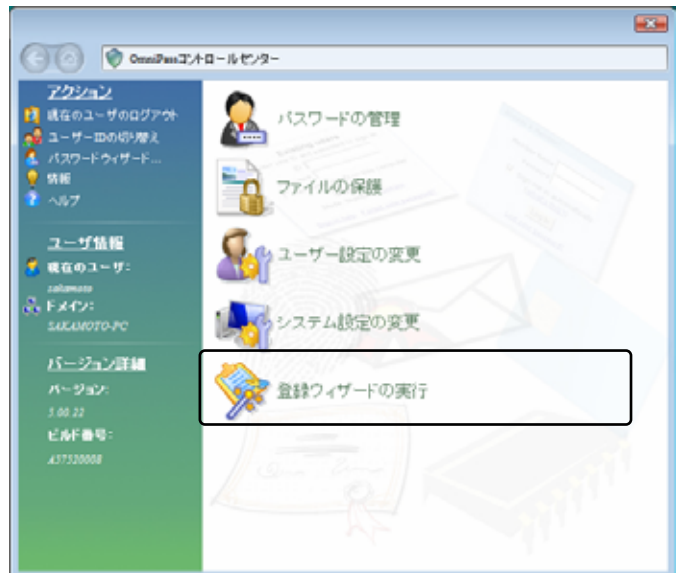 OmniPassコントロールセンター
アクション
現在のユーザのログアウト
ユーザーIDの切り替え
パスワードウィザード...
情報
ヘルプ
ユーザ情報
現在のユーザ:
sakamoto
ドメイン:
SAKAMOTO-PC
バージョン詳細
バージョン:
5.00.22
ビルド番号:
A57520008
パスワードの管理
ファイルの保護
ユーザー設定の変更
システム設定の変更
登録ウィザードの実行